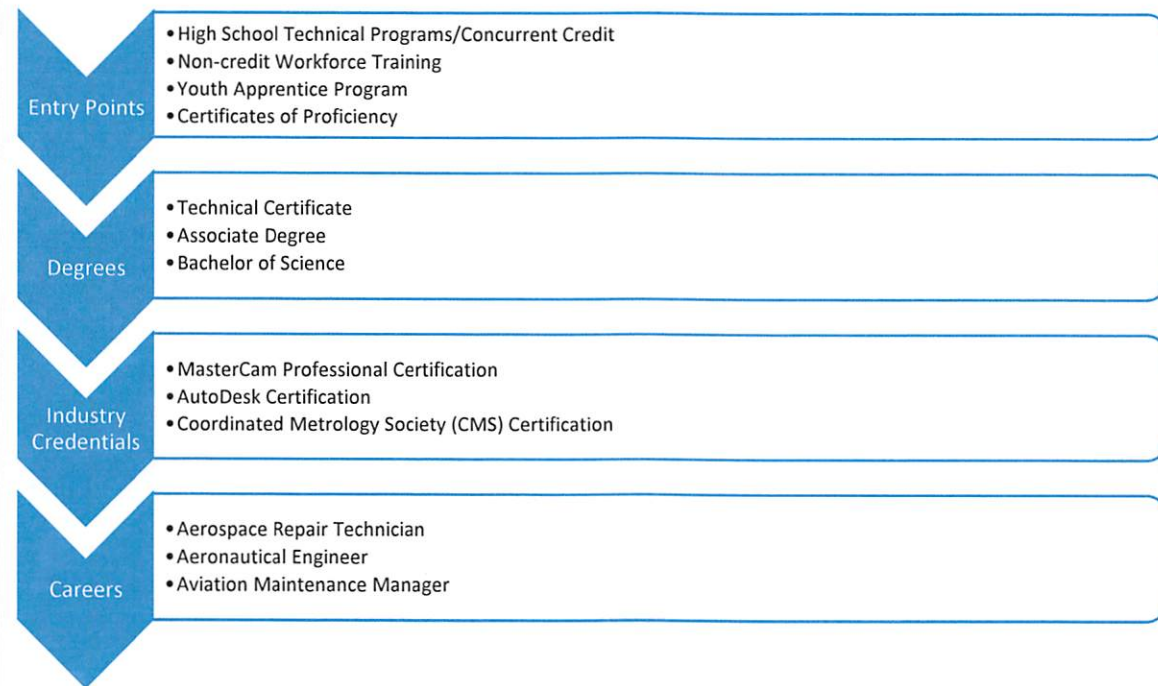 Entry Points
•High School Technical Programs/Concurrent Credit
•Non-credit Workforce Training
•Youth Apprentice Program
•Certificates of Proficiency
Degrees
•Technical Certificate
•Associate Degree
•Bachelor of Science
Industry
Credentials
•MasterCam Professional Certification
•AutoDesk Certification
•Coordinated Metrology Society (CMS) Certification
Careers
•Aerospace Repair Technician
•Aeronautical Engineer
•Aviation Maintenance Manager